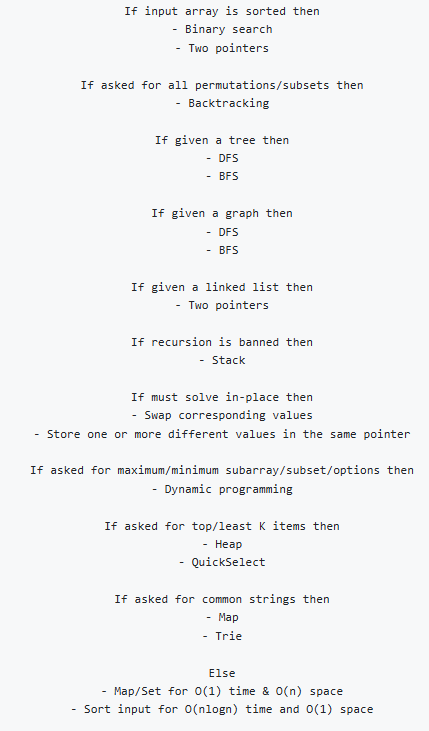 If input array is sorted then
- Binary search
- Two pointers
If asked for all permutations/subsets then
- Backtracking
If given a tree then
- DFS
- BFS
If given a graph then
- DFS
- BFS
If given a linked list then
- Two pointers
If recursion is banned then
- Stack
If must solve in-place then
- Swap corresponding values
- Store one or more different values in the same pointer
If asked for maximum/minimum subarray/subset/options then
- Dynamic programming
If asked for top/least K items then
- Heap
- QuickSelect
If asked for common strings then
- Map
- Trie
Else
- Map/Set for O(1) time & O(n) space
- Sort input for O(nlogn) time and O(1) space